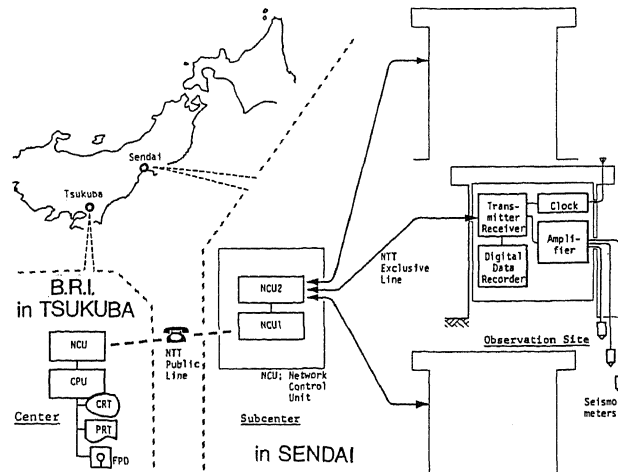 Sendai
Tsukuba
B.R.I.
in TSUKUBA
NCU
CPU
CRT
PRT
FPD
Center
NTT
Public
Line
NCU2
NCU1
NCU; Network
Control
Unit
Subcenter
in SENDAI
NTT
Exclusive
Line
Trans-
mitter
Receiver
Digital
Data
Recorder
Clock
Ampli-
fier
Observation Site
Seismo
meters